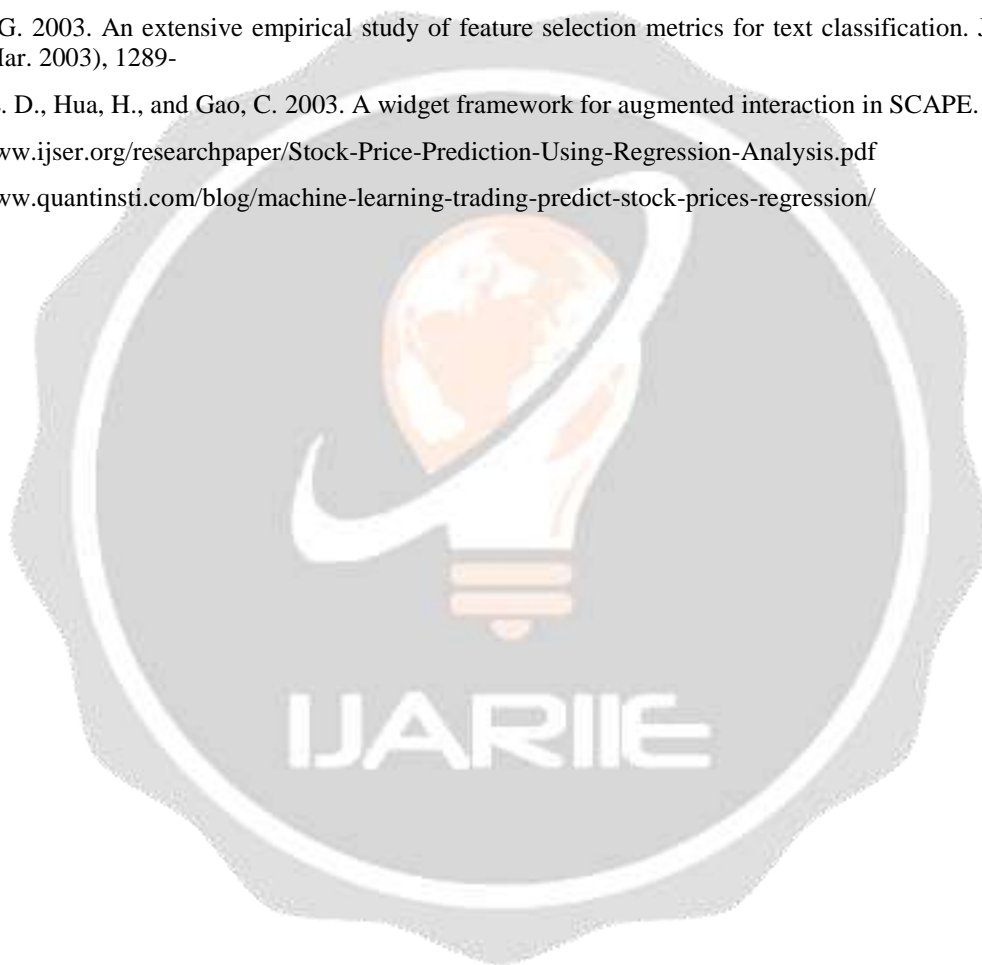 G. 2003. An extensive empirical study of feature selection metrics for text classification. J
ar. 2003), 1289-
. D., Hua, H., and Gao, C. 2003. A widget framework for augmented interaction in SCAPE.
ww.ijser.org/researchpaper/Stock-Price-Prediction-Using-Regression-Analysis.pdf
ww.quantinsti.com/blog/machine-learning-trading-predict-stock-prices-regression/
IJARIIE